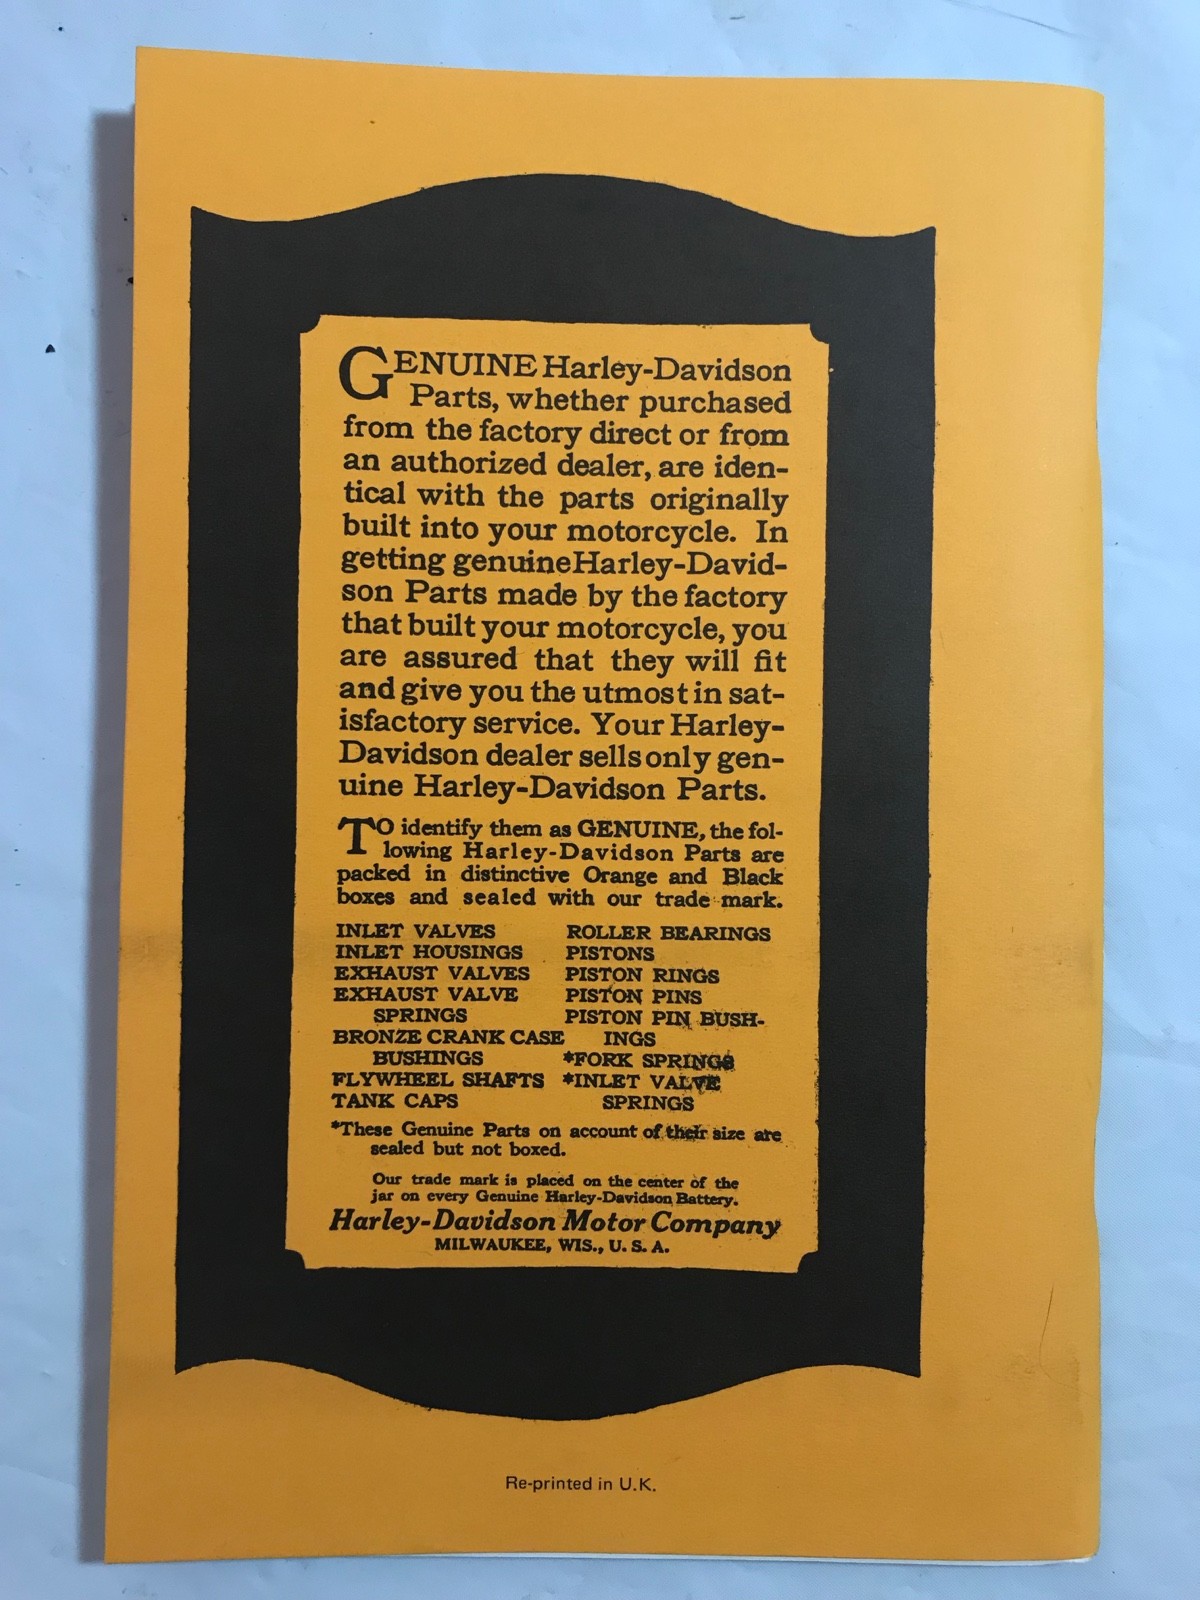 GENUINE Harley-Davidson
Parts, whether purchased
from the factory direct or from
an authorized dealer, are iden-
tical with the parts originally
built into your motorcycle. In
getting genuine Harley-David-
son Parts made by the factory
that built your motorcycle, you
are assured that they will fit
and give you the utmost in sat-
isfactory service. Your Harley-
Davidson dealer sells only gen-
uine Harley-Davidson Parts.
TO identify them as GENUINE, the fol-
lowing Harley-Davidson Parts are
packed in distinctive Orange and Black
boxes and sealed with our trade mark.
INLET VALVES
INLET HOUSINGS
EXHAUST VALVES
EXHAUST VALVE
SPRINGS
BRONZE CRANK CASE
BUSHINGS
FLYWHEEL SHAFTS
TANK CAPS
ROLLER BEARINGS
PISTONS
PISTON RINGS
PISTON PINS
PISTON PIN BUSH-
INGS
*FORK SPRINGS
*INLET VALVE
SPRINGS
*These Genuine Parts on account of their size are
sealed but not boxed.
Our trade mark is placed on the center of the
jar on every Genuine Harley-Davidson Battery.
Harley-Davidson Motor Company
MILWAUKEE, WIS., U. S. A.
Re-printed in U.K.